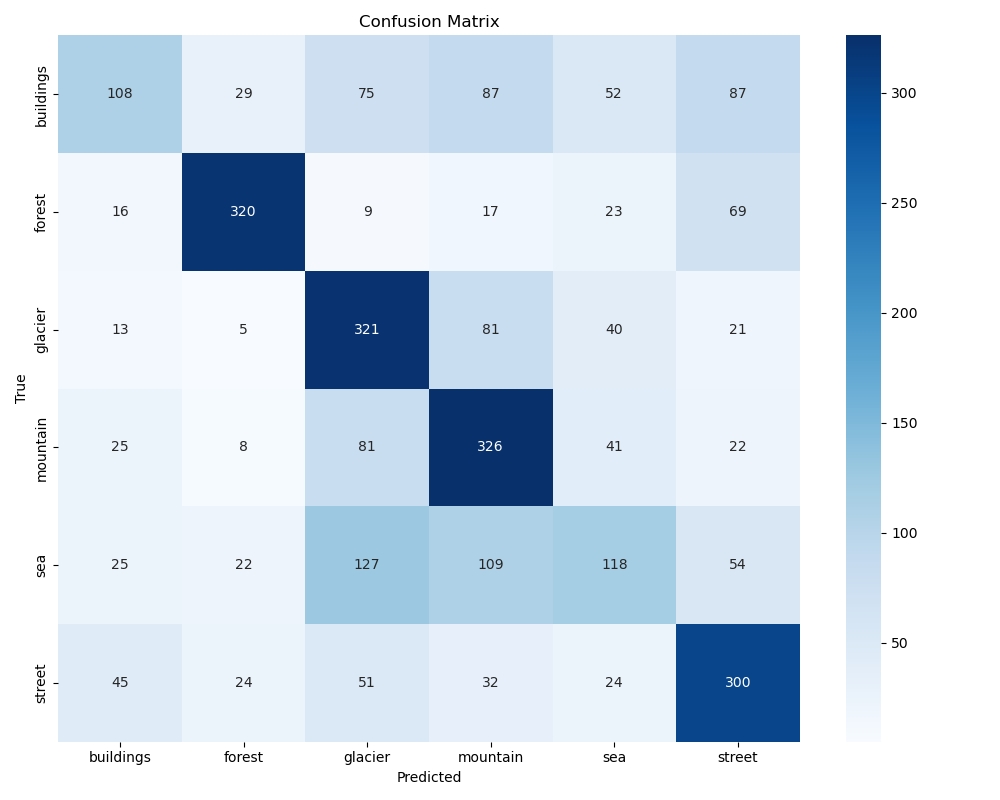 Confusion Matrix
buildings 108 29 75 87 52 87
forest 16 320 9 17 23 69
glacier 13 5 321 81 40 21
mountain 25 8 81 326 41 22
sea 25 22 127 109 118 54
street 45 24 51 32 24 300
True
buildings forest glacier mountain sea street
Predicted
300
250
200
150
100
50